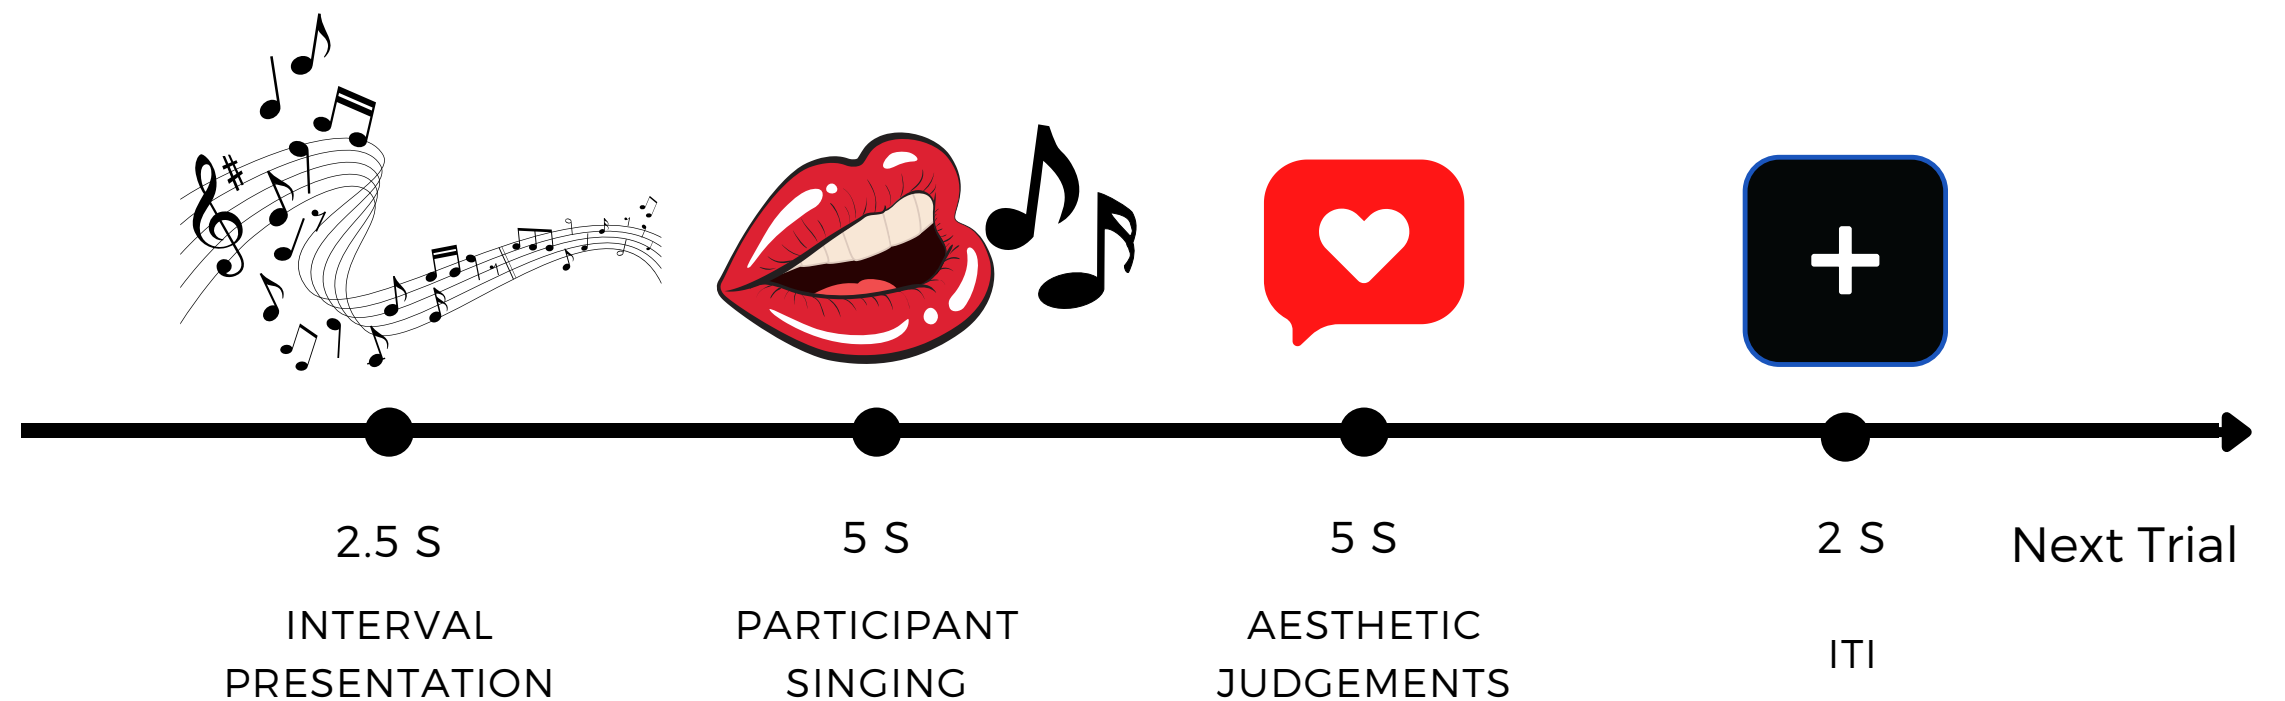 2.5 S
INTERVAL
PRESENTATION
5 S
PARTICIPANT
SINGING
5 S
AESTHETIC
JUDGEMENTS
2 S
ITI
Next Trial